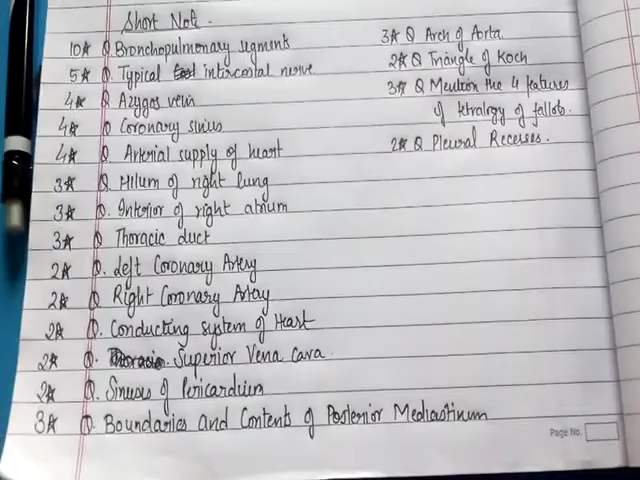 Short Not.
10☆ Q Bronchopulmonary segments
5☆ Q. Typical intercostal nerve
4☆ Q. Azygos vein
4☆ Q Coronary sinus
4☆ Q. Arterial supply of heart
3☆ Q. Hilum of right lung
3☆ Q. Interior of right atrium
3☆ Q Thoracic duct
2☆ Q. Left Coronary Artery
2☆ Q Right Coronary Artay
2☆ Q. Conducting system of Heart
2☆ Q. Superior Vena cava.
2☆ Q. Sinuses of Pericardium
3☆ Q. Boundaries and Contents of Posterior Mediastinum
3☆ Q Arch of Aorta.
2☆ Q Triangle of Koch
3☆ Q Mention the 4 features
of tetralogy of fallots.
2☆ Q Pleural Recesses.
Page No.